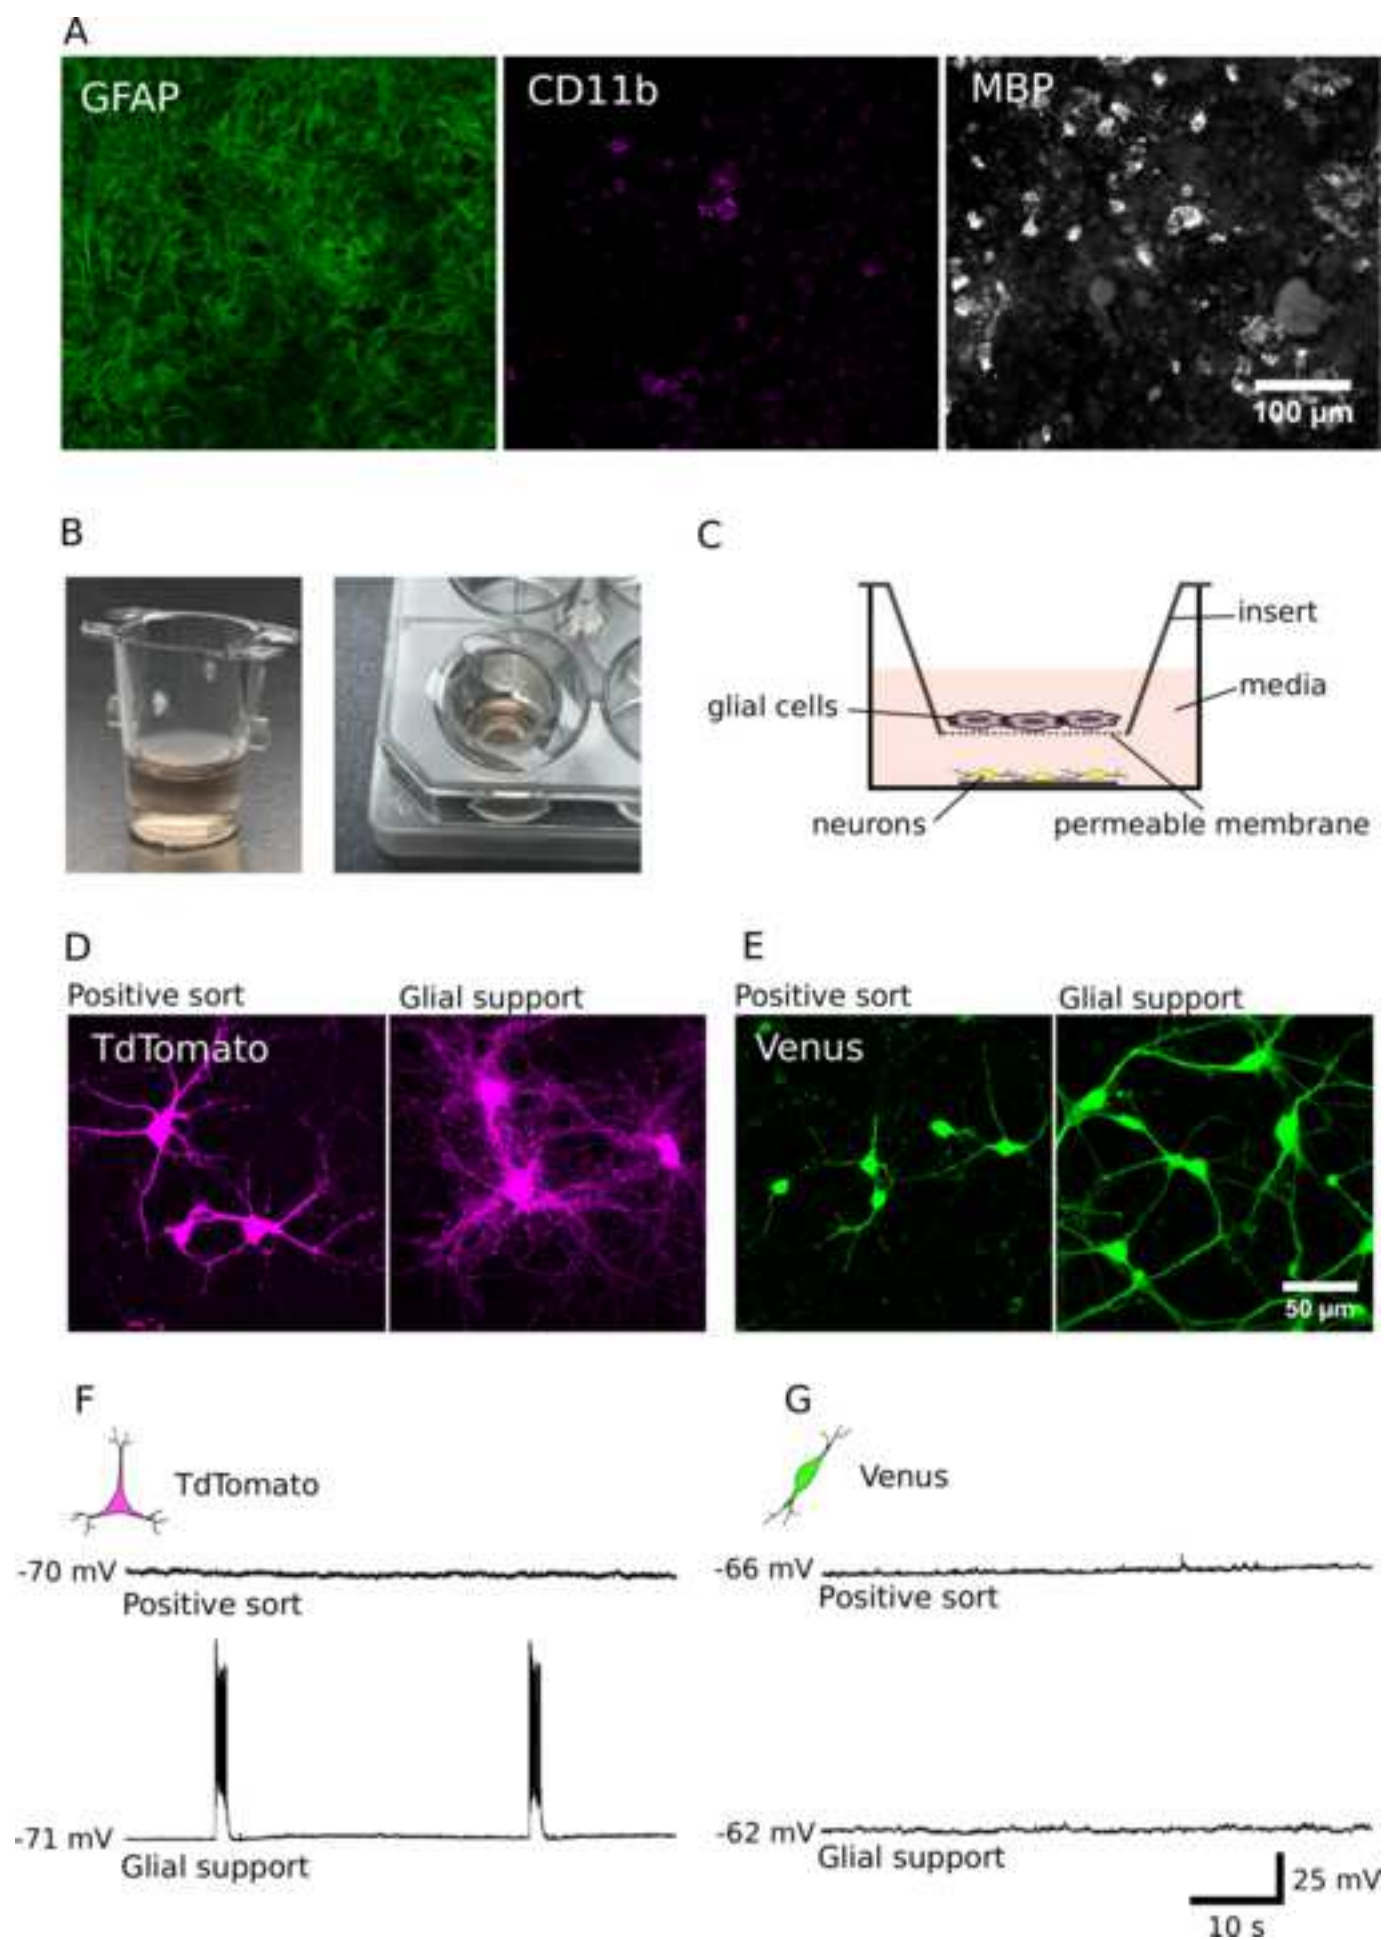 A
GFAP
CD11b
MBP
100 µm
B
C
insert
media
glial cells
neurons
permeable membrane
D
E
Positive sort
Glial support
Positive sort
Glial support
TdTomato
Venus
50 µm
F
G
TdTomato
Venus
-70 mV
Positive sort
-66 mV
Positive sort
-71 mV
Glial support
-62 mV
Glial support
25 mV
10 s